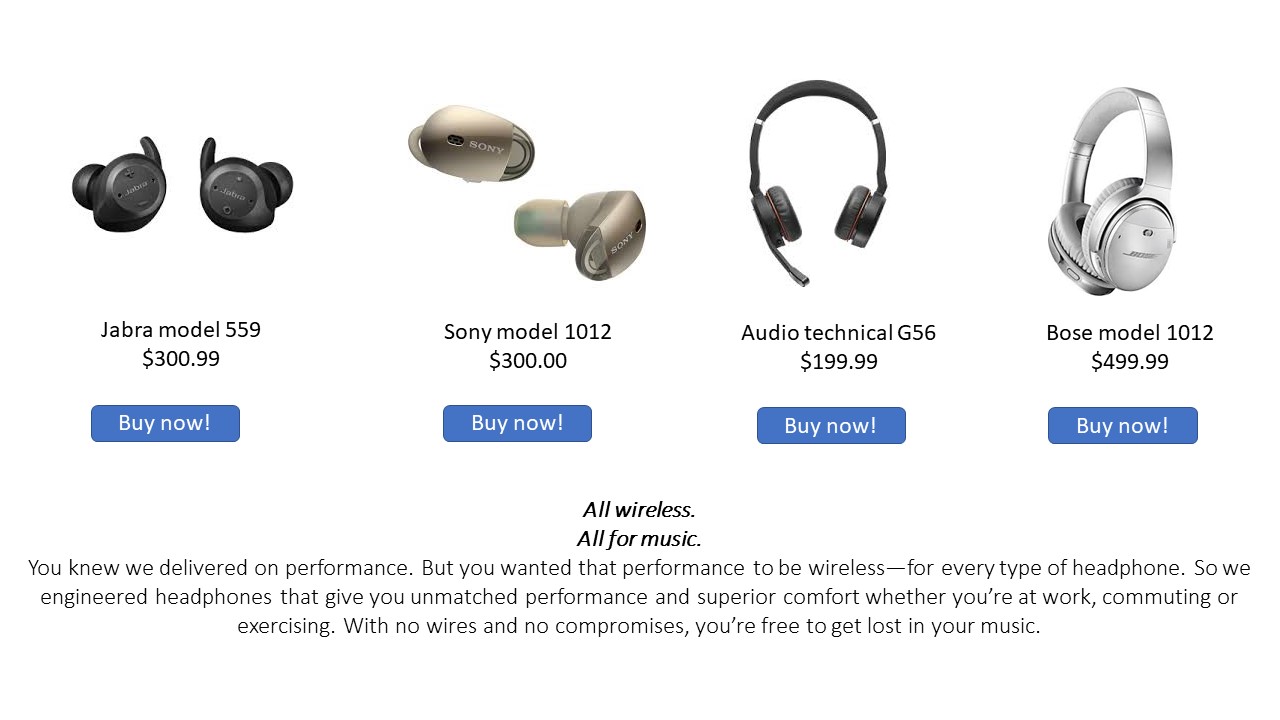 Jabra
Jabra
SONY
SONY
BOSE
Jabra model 559
$300.99
Sony model 1012
$300.00
Audio technical G56
$199.99
Bose model 1012
$499.99
Buy now!
Buy now!
Buy now!
Buy now!
All wireless.
All for music.
You knew we delivered on performance. But you wanted that performance to be wireless—for every type of headphone. So we
engineered headphones that give you unmatched performance and superior comfort whether you’re at work, commuting or
exercising. With no wires and no compromises, you’re free to get lost in your music.